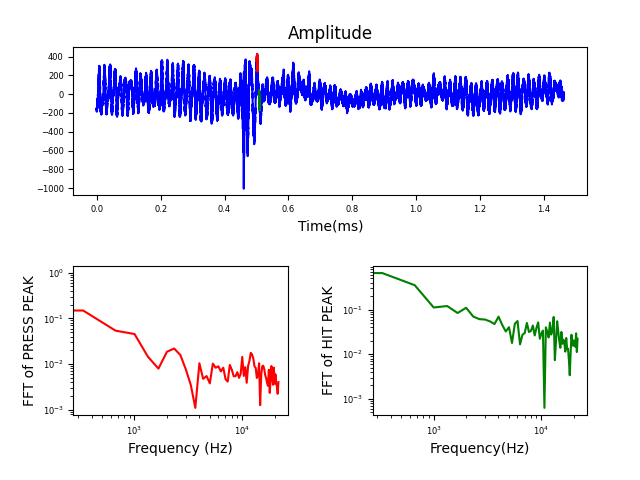 Amplitude
400
200
0
−200
−400
−600
−800
−1000
0.0 0.2 0.4 0.6 0.8 1.0 1.2 1.4
Time(ms)
FFT of PRESS PEAK
10⁰
10⁻¹
10⁻²
10⁻³
10³ 10⁴
Frequency (Hz)
FFT of HIT PEAK
10⁻¹
10⁻²
10⁻³
10³ 10⁴
Frequency(Hz)